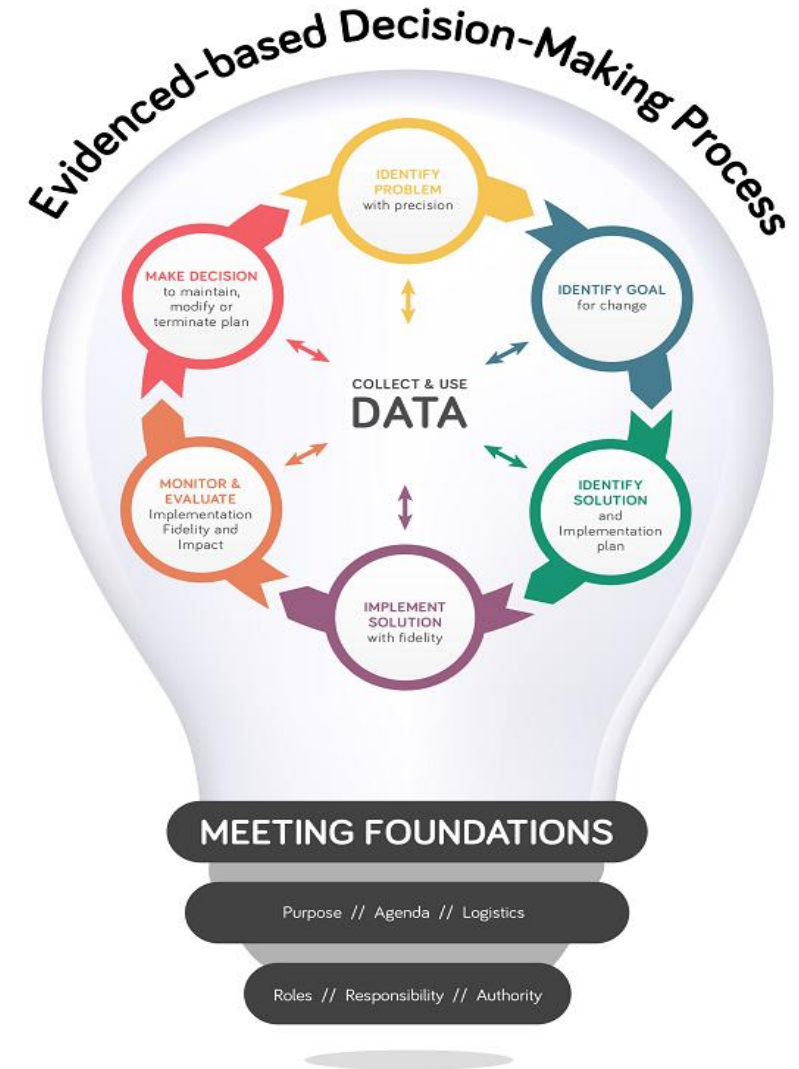 Evidenced-based Decision-Making Process
IDENTIFY
PROBLEM
with precision
IDENTIFY GOAL
for change
IDENTIFY
SOLUTION
and
Implementation
plan
IMPLEMENT
SOLUTION
with fidelity
MONITOR &
EVALUATE
Implementation
Fidelity and
Impact
MAKE DECISION
to maintain,
modify or
terminate plan
COLLECT & USE
DATA
MEETING FOUNDATIONS
Purpose // Agenda // Logistics
Roles // Responsibility // Authority